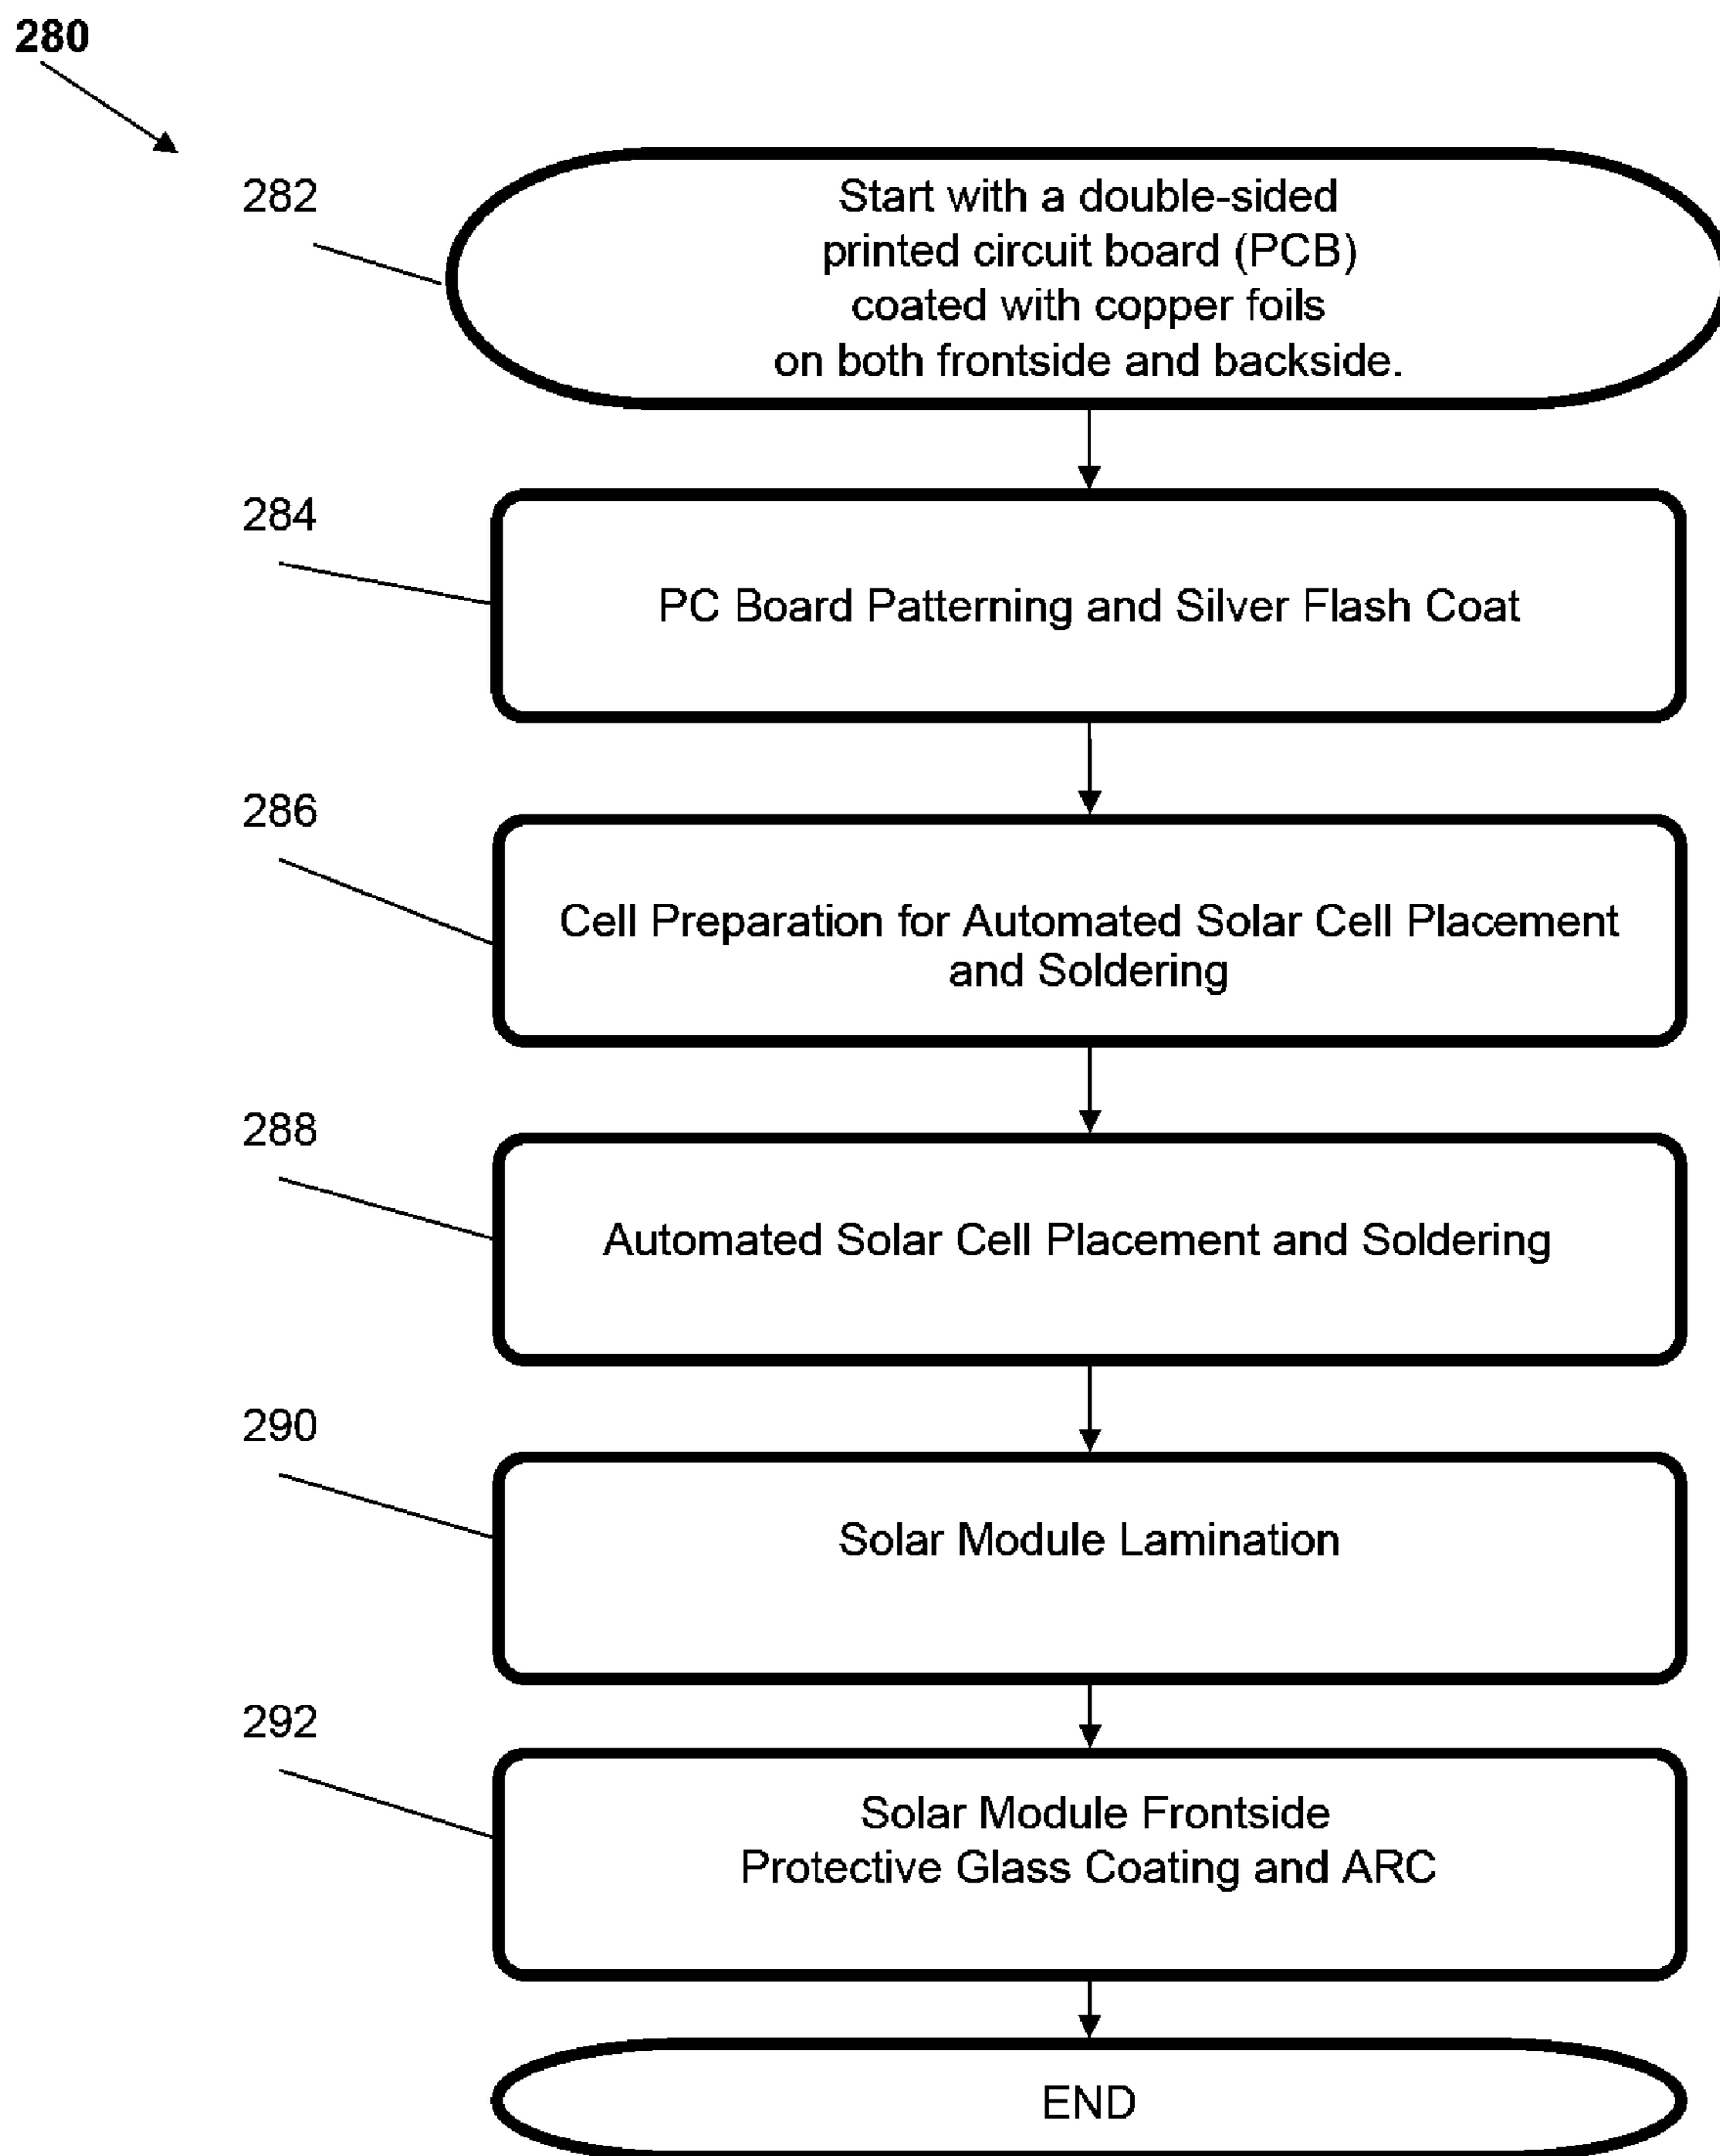 280
282
Start with a double-sided
printed circuit board (PCB)
coated with copper foils
on both frontside and backside.
284
PC Board Patterning and Silver Flash Coat
286
Cell Preparation for Automated Solar Cell Placement
and Soldering
288
Automated Solar Cell Placement and Soldering
290
Solar Module Lamination
292
Solar Module Frontside
Protective Glass Coating and ARC
END